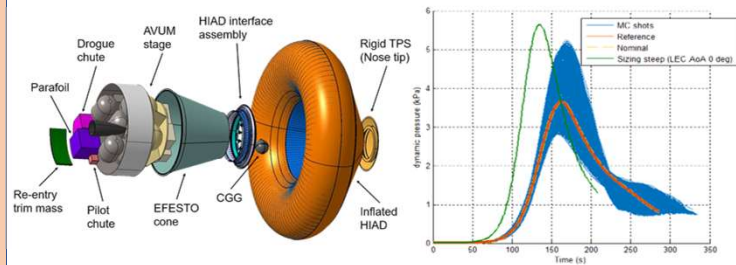 AVUM
stage
HIAD interface
assembly
Drogue
chute
Parafoil
Rigid TPS
(Nose tip)
Re-entry
trim mass
Pilot
chute
EFESTO
cone
CGG
Inflated
HIAD
MC shots
Reference
Nominal
Sizing steep (LEC AoA 0 deg)
dynamic pressure (kPa)
6
5
4
3
2
1
0
0 50 100 150 200 250 300 350
Time (s)